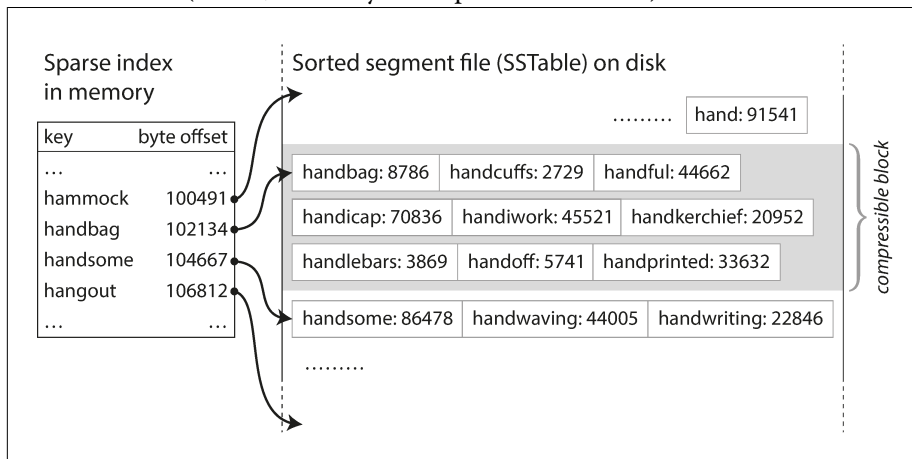 Sparse index
in memory
key byte offset
... ...
hammock 100491
handbag 102134
handsome 104667
hangout 106812
... ...
Sorted segment file (SSTable) on disk
......... hand: 91541
handbag: 8786 handcuffs: 2729 handful: 44662
handicap: 70836 handiwork: 45521 handkerchief: 20952
handlebars: 3869 handoff: 5741 handprinted: 33632
handsome: 86478 handwaving: 44005 handwriting: 22846
.........
compressible block